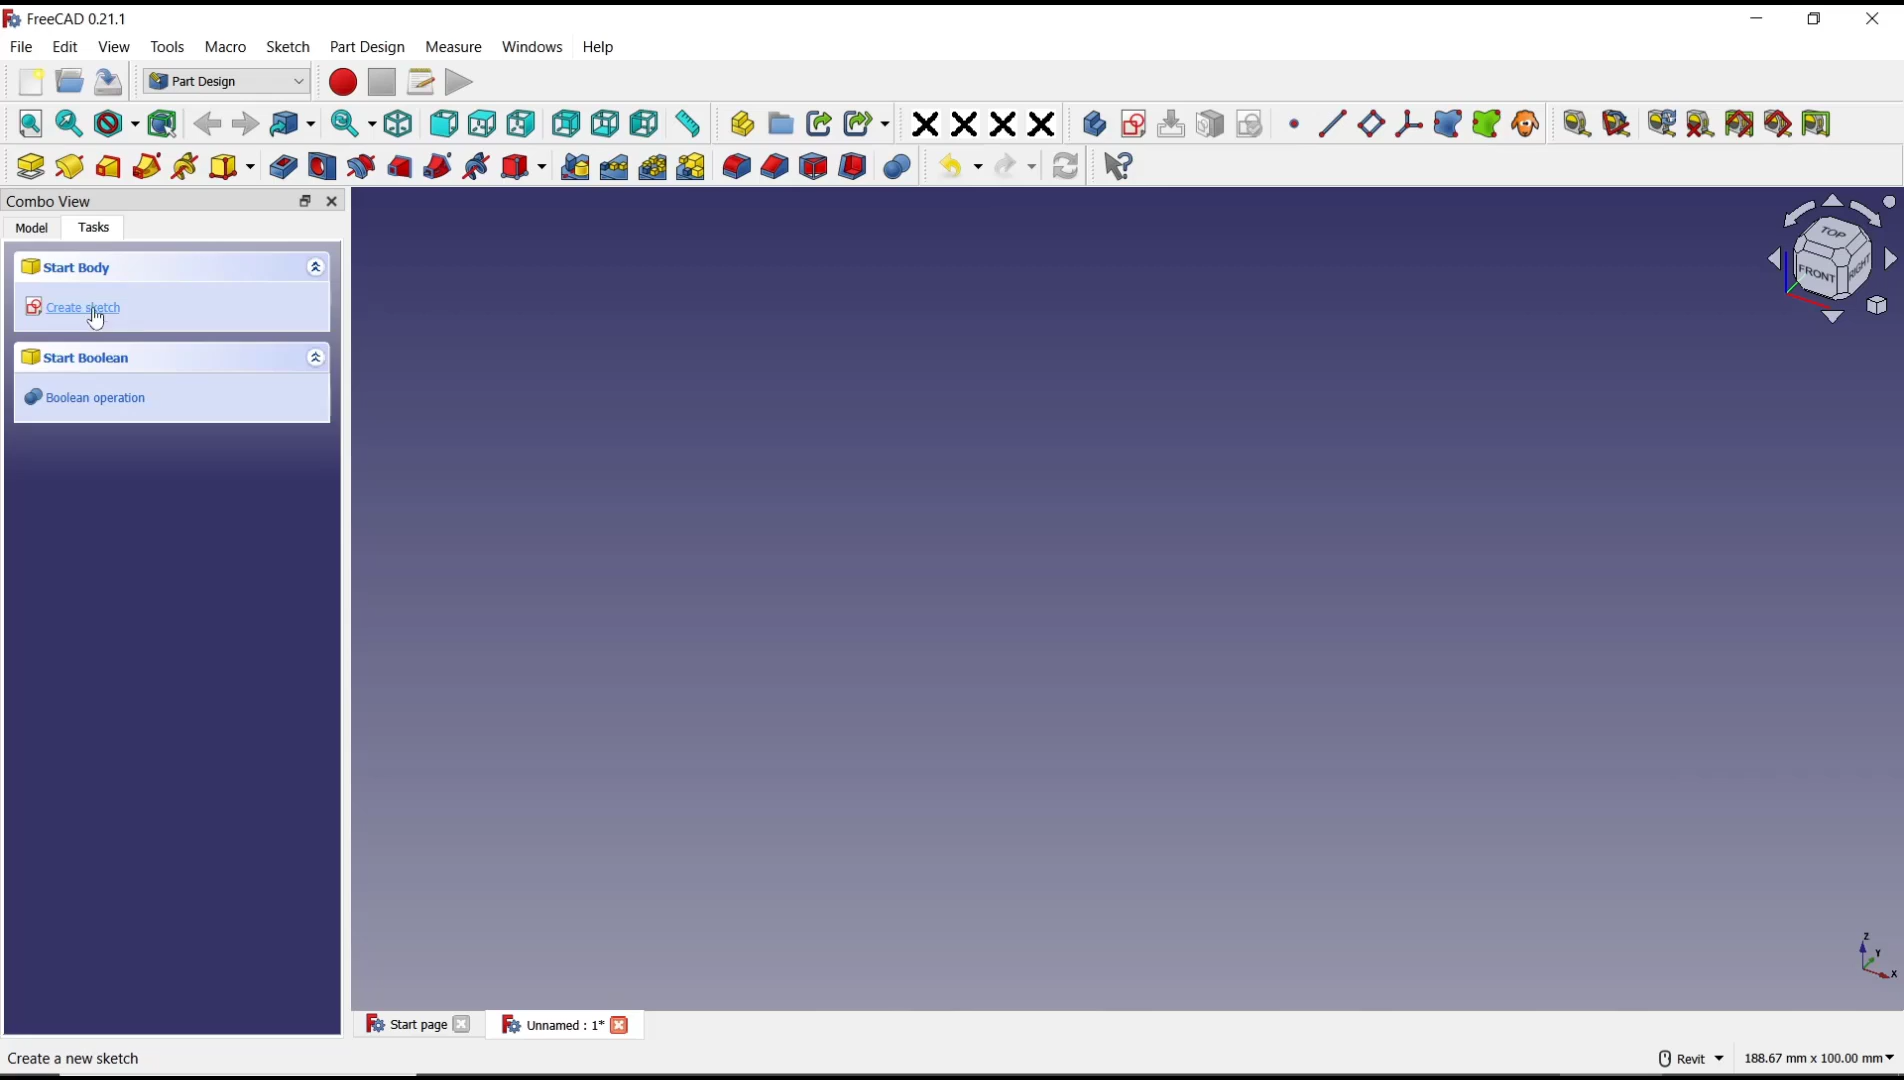 FreeCAD 0.21.1
File Edit View Tools Macro Sketch Part Design Measure Windows Help
Part Design
Combo View
Model Tasks
Start Body
Create sketch
Start Boolean
Boolean operation
TOP
FRONT RIGHT
Z
Y
X
Start page Unnamed : 1*
Create a new sketch Revit 188.67 mm x 100.00 mm